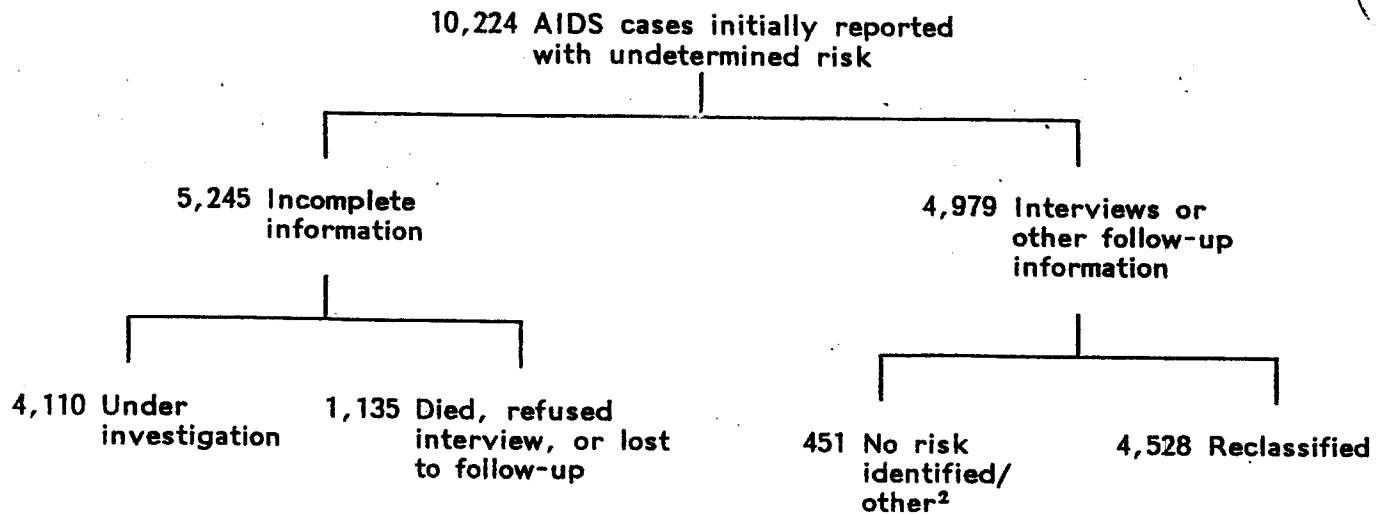 10,224 AIDS cases initially reported
with undetermined risk
5,245 Incomplete
information
4,979 Interviews or
other follow-up
information
4,110 Under
investigation
1,135 Died, refused
interview, or lost
to follow-up
451 No risk
identified/
other²
4,528 Reclassified